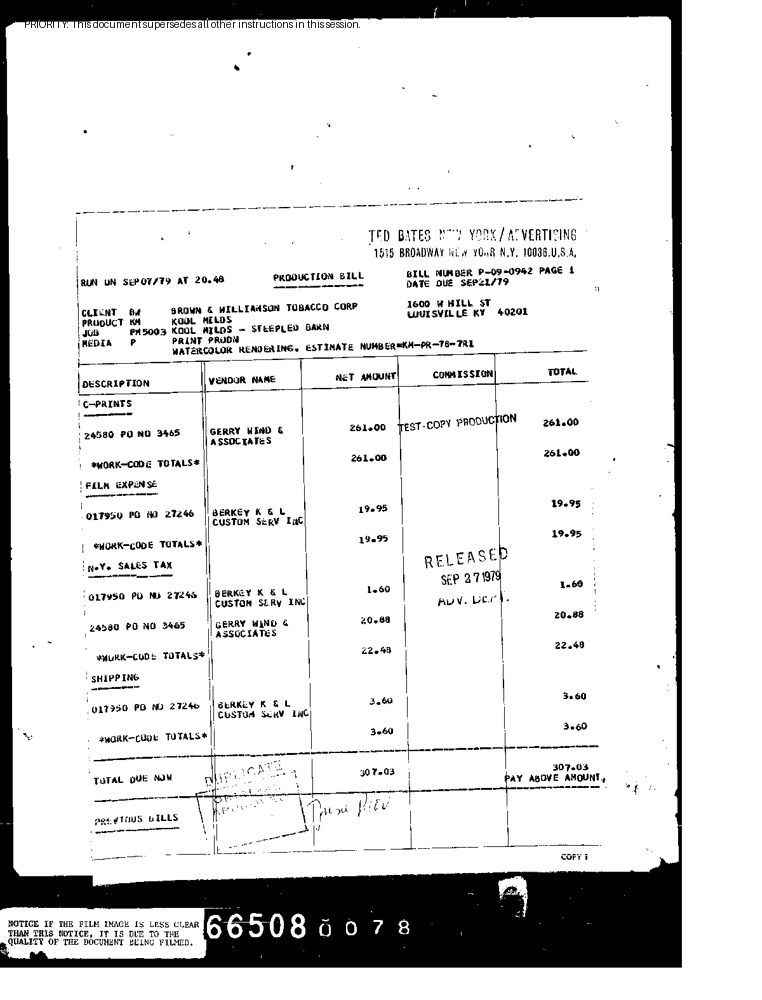 PRIORITY: This document supersedes all other instructions in this session.
TED BATES NEW YORK/ADVERTISING
1515 BROADWAY NEW YORK N.Y. 10036.U.S.A.
RUN ON SEP07/79 AT 20.48 PRODUCTION BILL BILL NUMBER P-09-0942 PAGE 1
DATE DUE SEP21/79
CLIENT BW BROWN & WILLIAMSON TOBACCO CORP 1600 W HILL ST
PRODUCT KM KOOL MILDS LOUISVILLE KY 40201
JOB PM5003 KOOL MILDS - STEEPLED BARN
MEDIA P PRINT PRODN
WATERCOLOR RENDERING. ESTIMATE NUMBER=KM-PR-78-7R1
DESCRIPTION VENDOR NAME NET AMOUNT COMMISSION TOTAL
C-PRINTS
24580 PO NO 3465 GERRY WIND & 261.00 TEST-COPY PRODUCTION 261.00
ASSOCIATES
*WORK-CODE TOTALS* 261.00 261.00
FILM EXPENSE
017950 PO NO 27246 BERKEY K & L 19.95 19.95
CUSTOM SERV INC
*WORK-CODE TOTALS* 19.95 19.95
RELEASED
N.Y. SALES TAX
SEP 27 1979
017950 PO NO 27246 BERKEY K & L 1.60 1.60
CUSTOM SERV INC
ADV. DEPT.
24580 PO NO 3465 GERRY WIND & 20.88 20.88
ASSOCIATES
*WORK-CODE TOTALS* 22.48 22.48
SHIPPING
017950 PO NO 27246 BERKEY K & L 3.60 3.60
CUSTOM SERV INC
*WORK-CODE TOTALS* 3.60 3.60
TOTAL DUE NOW 307.03 307.03
PAY ABOVE AMOUNT.
DUPLICATE
PREVIOUS BILLS
COPY 1
NOTICE IF THE FILM IMAGE IS LESS CLEAR
THAN THIS NOTICE, IT IS DUE TO THE
QUALITY OF THE DOCUMENT BEING FILMED.
66508 0078